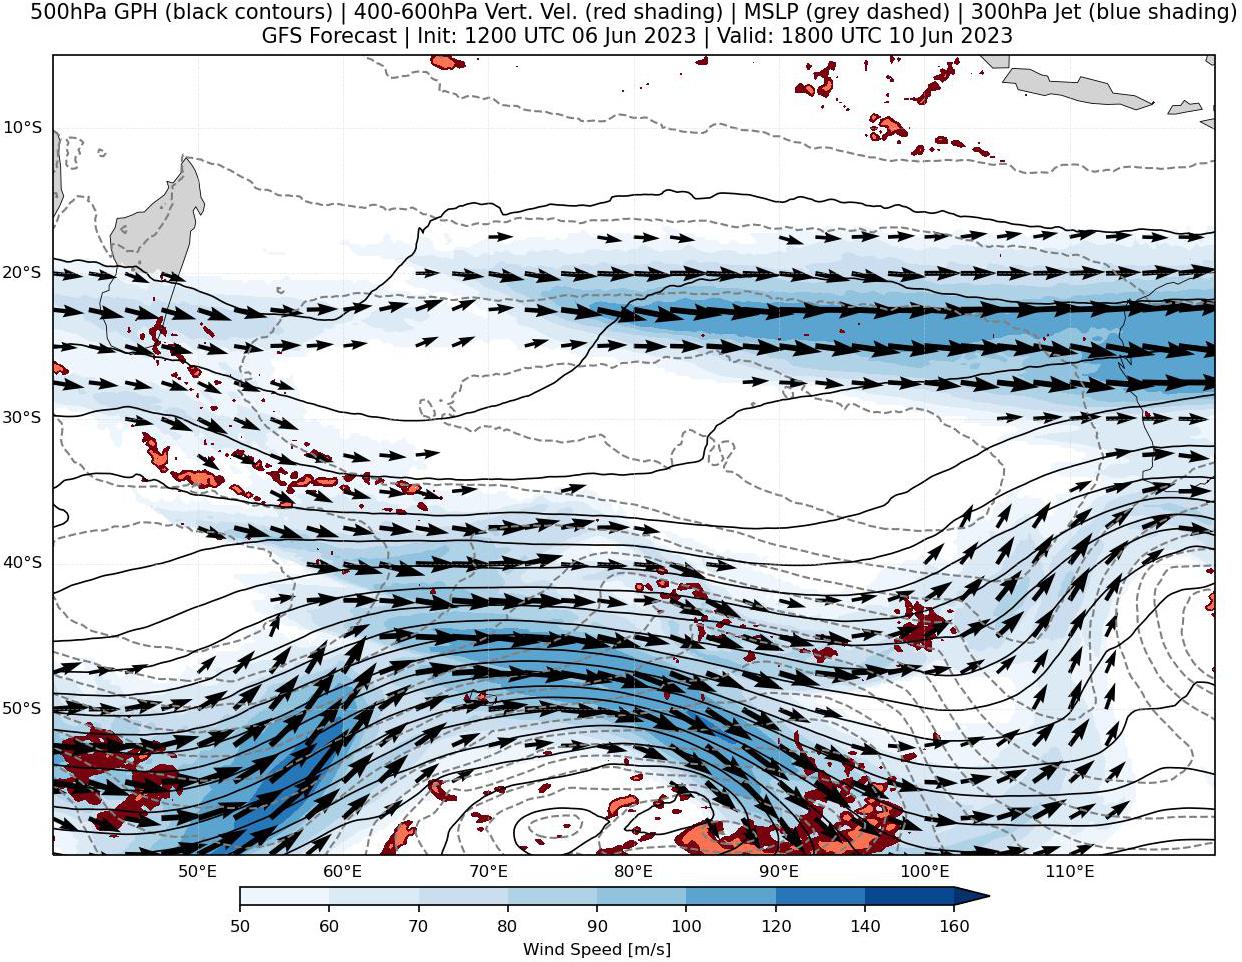 500hPa GPH (black contours) | 400-600hPa Vert. Vel. (red shading) | MSLP (grey dashed) | 300hPa Jet (blue shading)
GFS Forecast | Init: 1200 UTC 06 Jun 2023 | Valid: 1800 UTC 10 Jun 2023
10°S
20°S
30°S
40°S
50°S
50°E 60°E 70°E 80°E 90°E 100°E 110°E
50 60 70 80 90 100 120 140 160
Wind Speed [m/s]